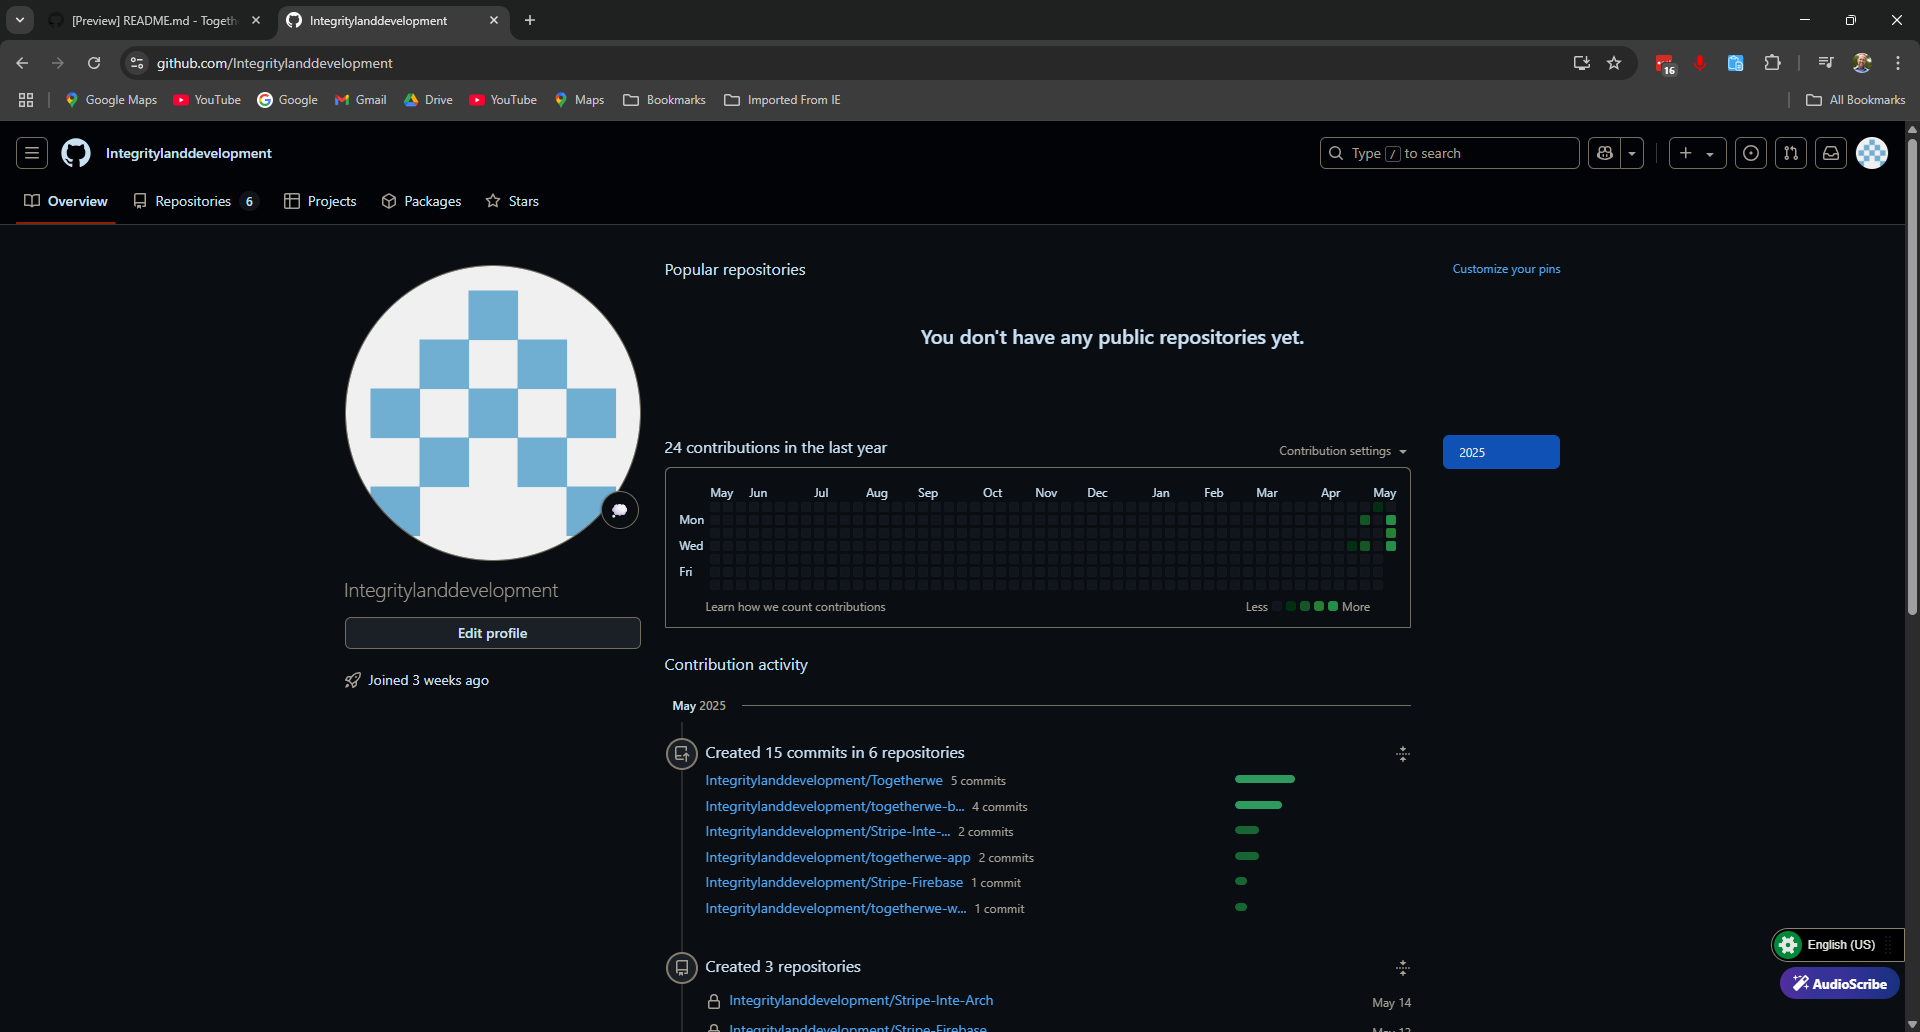 [Preview] README.md - Togeth
Integritylanddevelopment
github.com/Integritylanddevelopment
16
Google Maps
YouTube
Google
Gmail
Drive
YouTube
Maps
Bookmarks
Imported From IE
All Bookmarks
Integritylanddevelopment
Type / to search
Overview
Repositories 6
Projects
Packages
Stars
Popular repositories
Customize your pins
You don't have any public repositories yet.
24 contributions in the last year
Contribution settings
2025
May Jun Jul Aug Sep Oct Nov Dec Jan Feb Mar Apr May
Mon
Wed
Fri
Learn how we count contributions
Less More
Integritylanddevelopment
Edit profile
Joined 3 weeks ago
Contribution activity
May 2025
Created 15 commits in 6 repositories
Integritylanddevelopment/Togetherwe 5 commits
Integritylanddevelopment/togetherwe-b... 4 commits
Integritylanddevelopment/Stripe-Inte-... 2 commits
Integritylanddevelopment/togetherwe-app 2 commits
Integritylanddevelopment/Stripe-Firebase 1 commit
Integritylanddevelopment/togetherwe-w... 1 commit
English (US)
AudioScribe
Created 3 repositories
Integritylanddevelopment/Stripe-Inte-Arch May 14
Integritylanddevelopment/Stripe-Firebase May 13